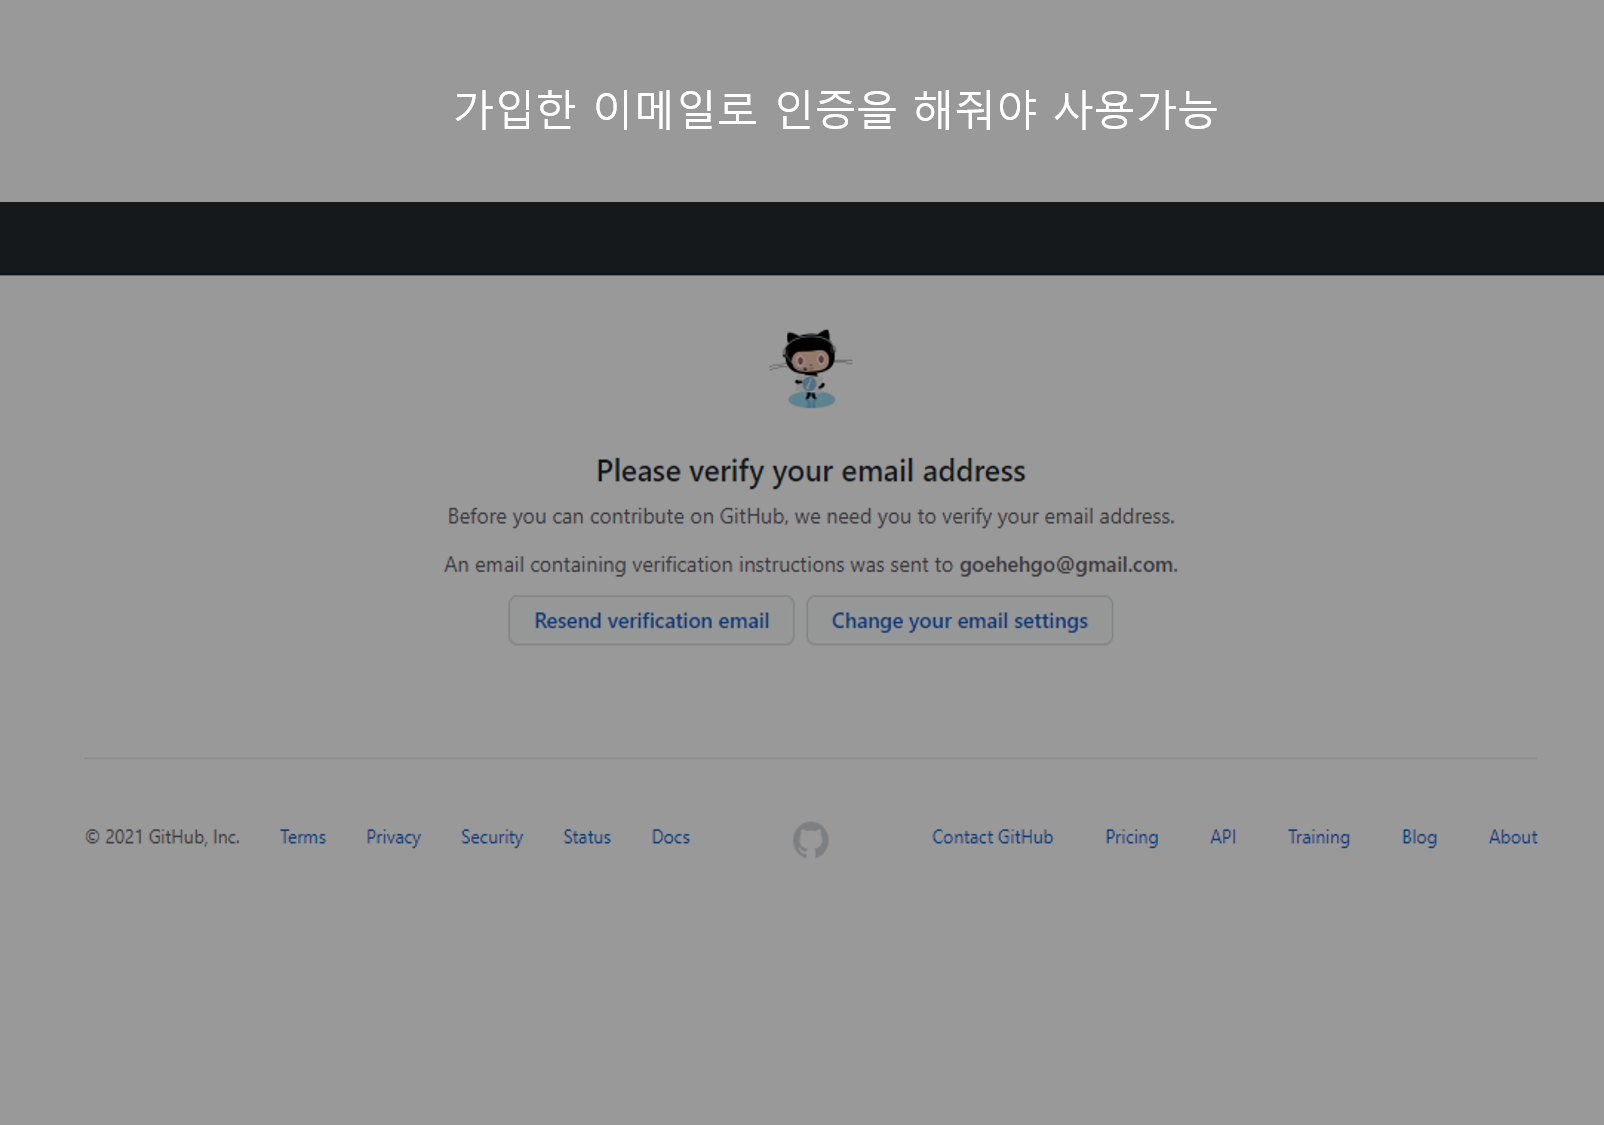 가입한 이메일로 인증을 해줘야 사용가능
Please verify your email address
Before you can contribute on GitHub, we need you to verify your email address.
An email containing verification instructions was sent to goehehgo@gmail.com.
Resend verification email Change your email settings
© 2021 GitHub, Inc. Terms Privacy Security Status Docs Contact GitHub Pricing API Training Blog About